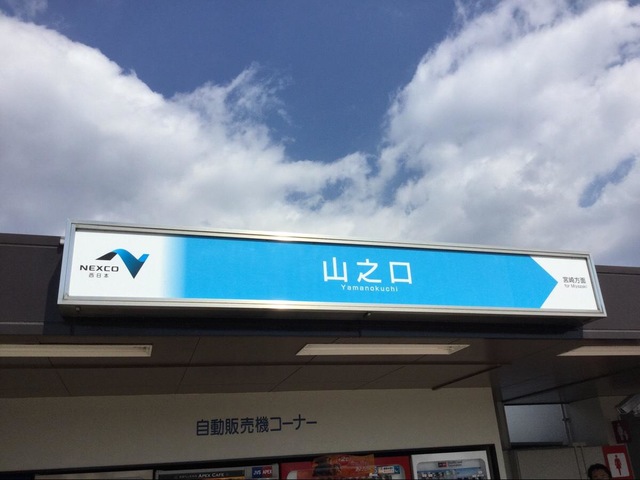 NEXCO
西日本
山之口
Yamanokuchi
宮崎方面
for Miyazaki
自動販売機コーナー